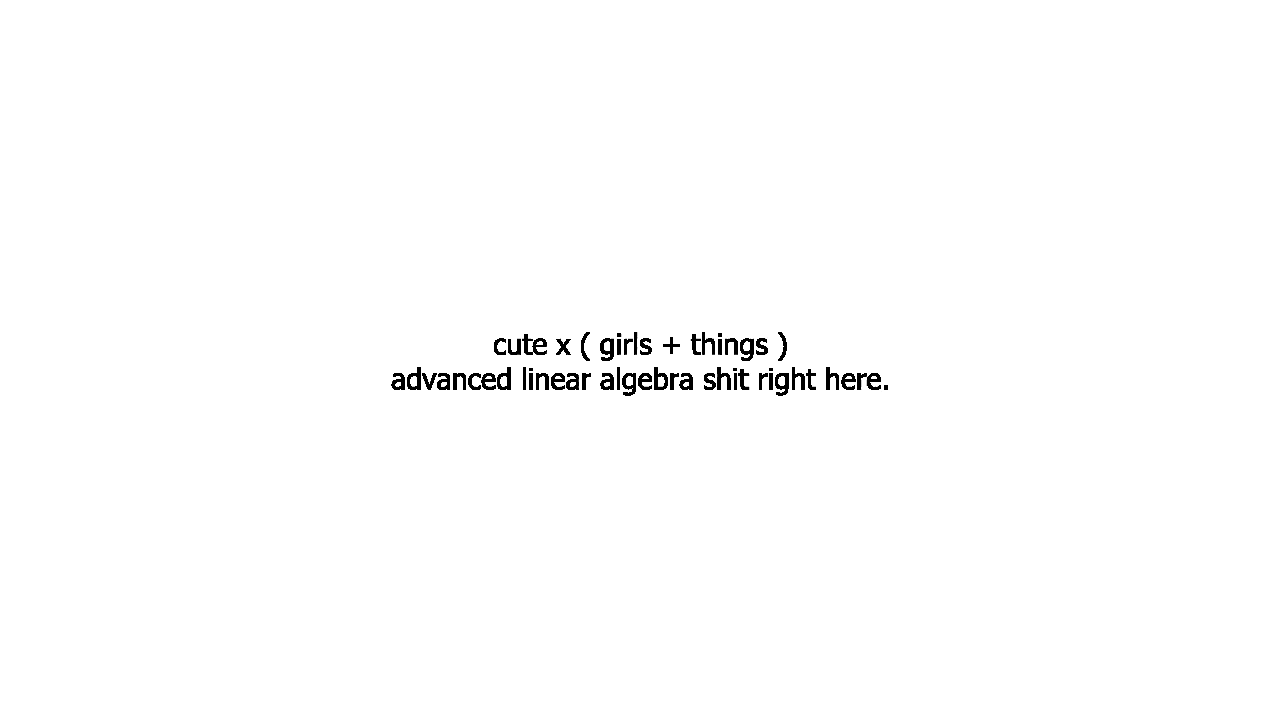 cute x ( girls + things )
advanced linear algebra shit right here.